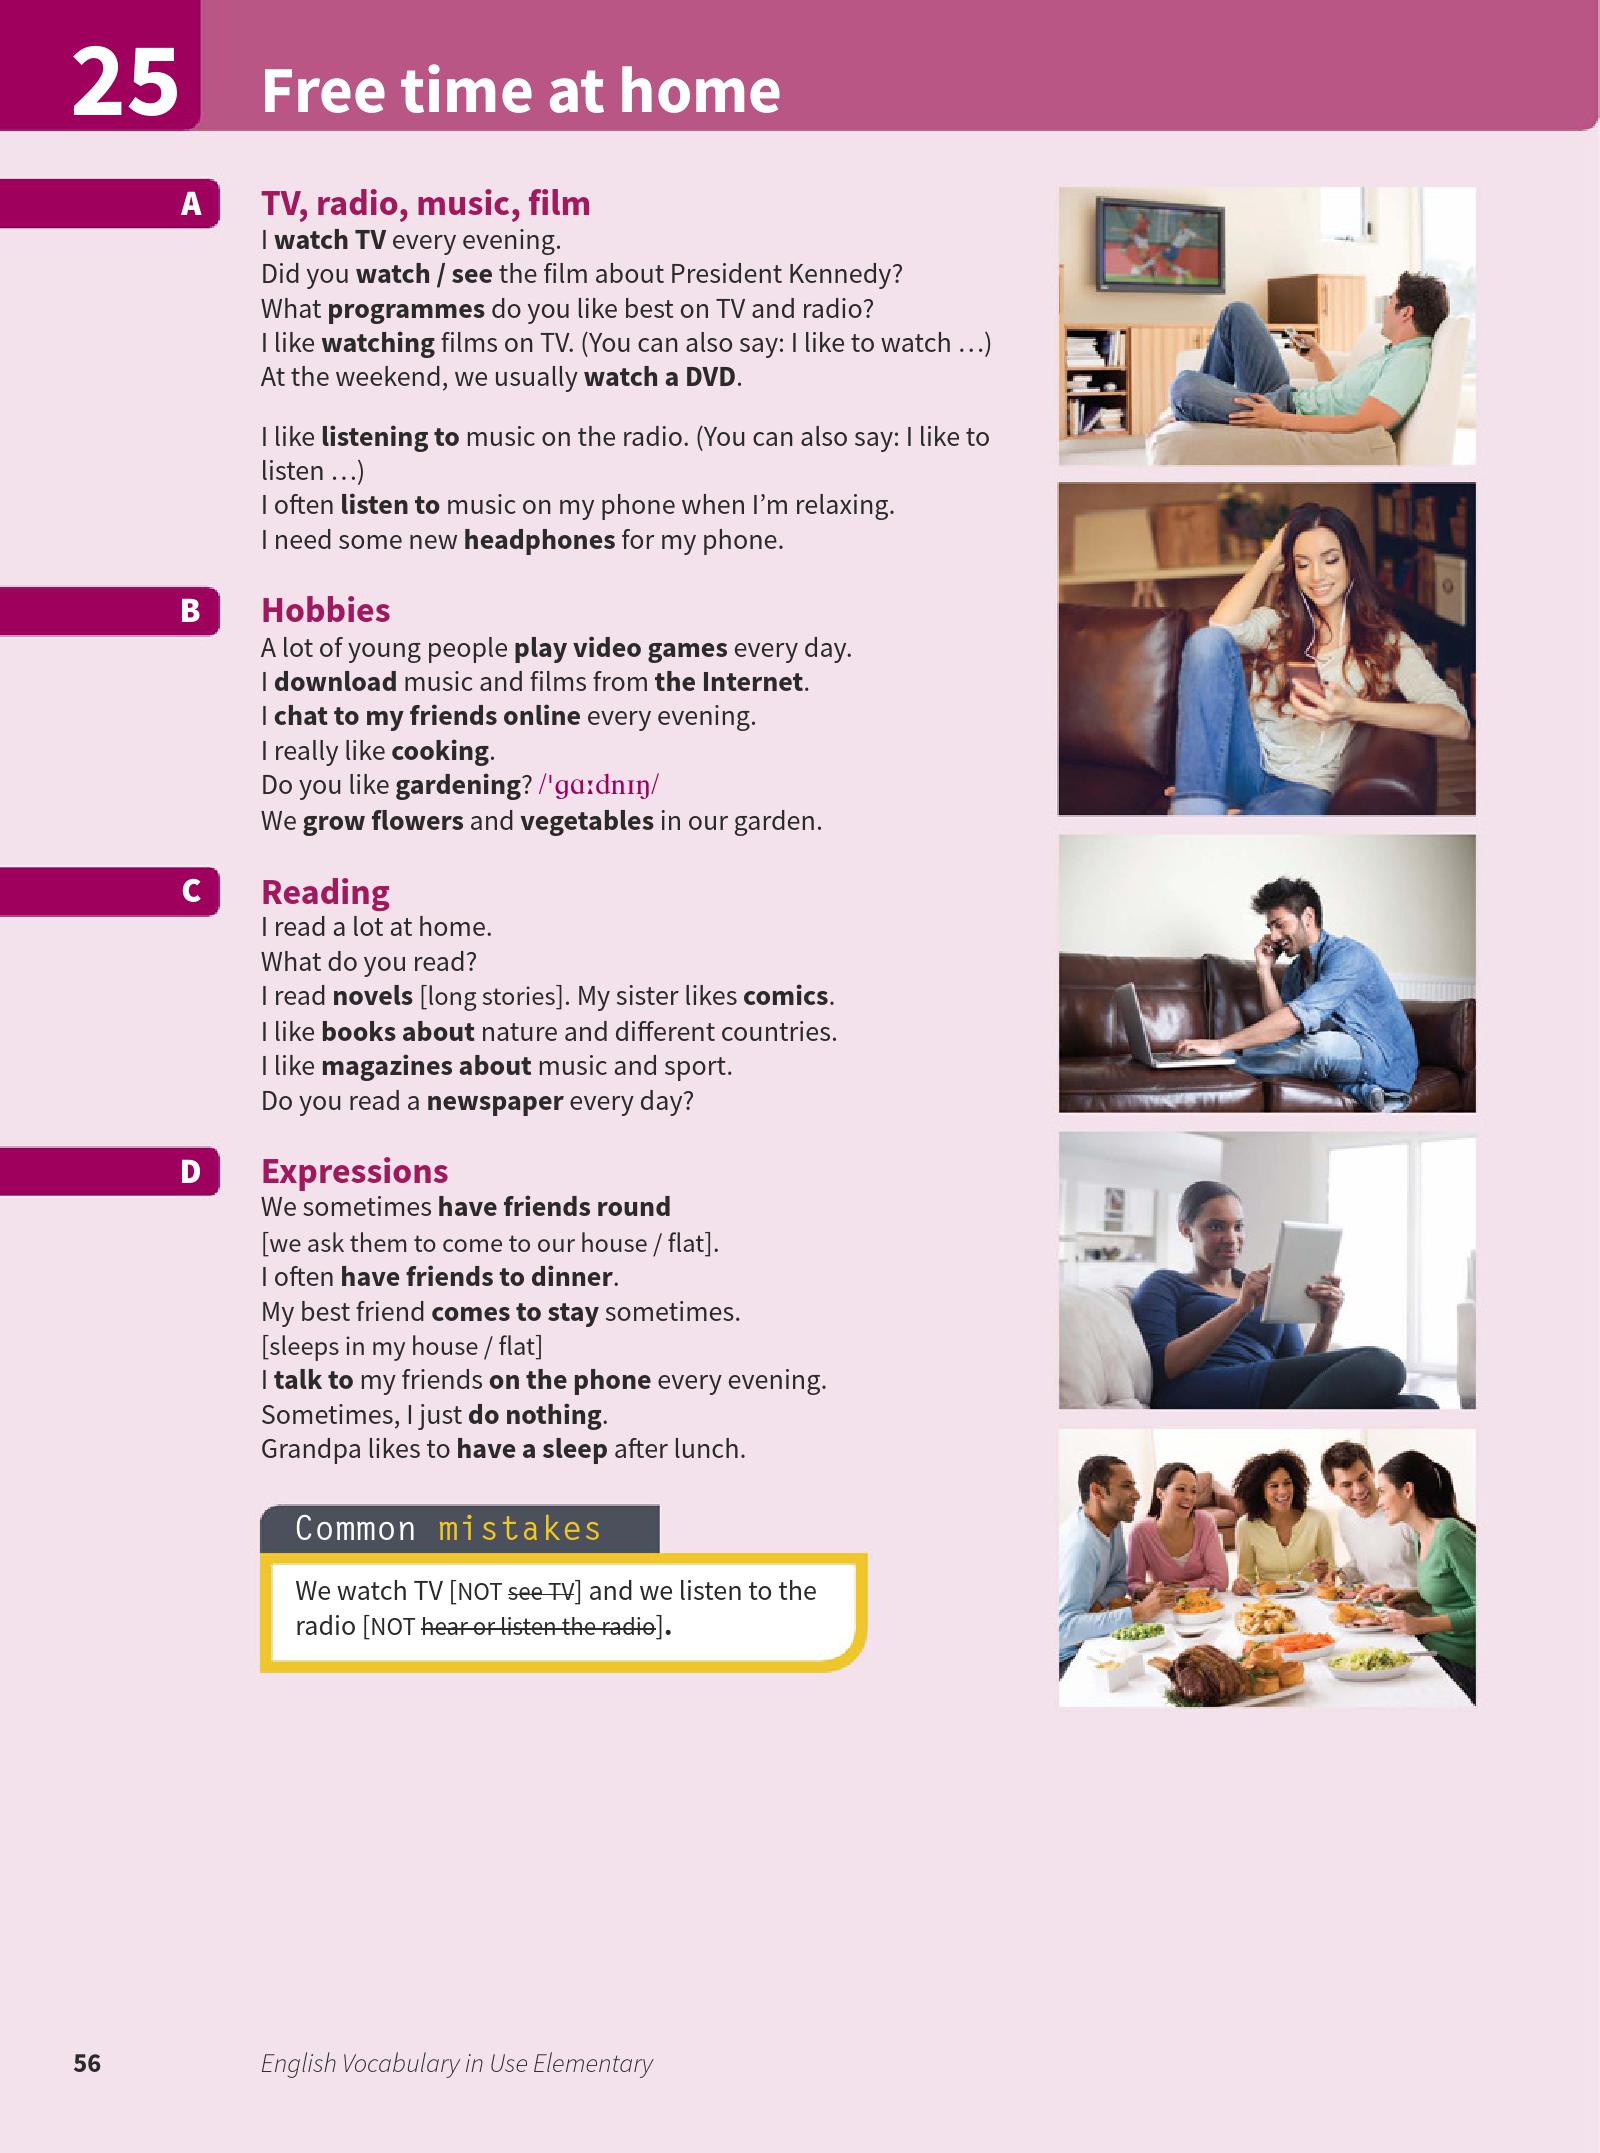 25
Free time at home
A
TV, radio, music, film
I watch TV every evening.
Did you watch / see the film about President Kennedy?
What programmes do you like best on TV and radio?
I like watching films on TV. (You can also say: I like to watch …)
At the weekend, we usually watch a DVD.
I like listening to music on the radio. (You can also say: I like to
listen …)
I often listen to music on my phone when I’m relaxing.
I need some new headphones for my phone.
B
Hobbies
A lot of young people play video games every day.
I download music and films from the Internet.
I chat to my friends online every evening.
I really like cooking.
Do you like gardening? /ˈɡɑːdnɪŋ/
We grow flowers and vegetables in our garden.
C
Reading
I read a lot at home.
What do you read?
I read novels [long stories]. My sister likes comics.
I like books about nature and different countries.
I like magazines about music and sport.
Do you read a newspaper every day?
D
Expressions
We sometimes have friends round
[we ask them to come to our house / flat].
I often have friends to dinner.
My best friend comes to stay sometimes.
[sleeps in my house / flat]
I talk to my friends on the phone every evening.
Sometimes, I just do nothing.
Grandpa likes to have a sleep after lunch.
Common mistakes
We watch TV [NOT see TV] and we listen to the
radio [NOT hear or listen the radio].
56
English Vocabulary in Use Elementary